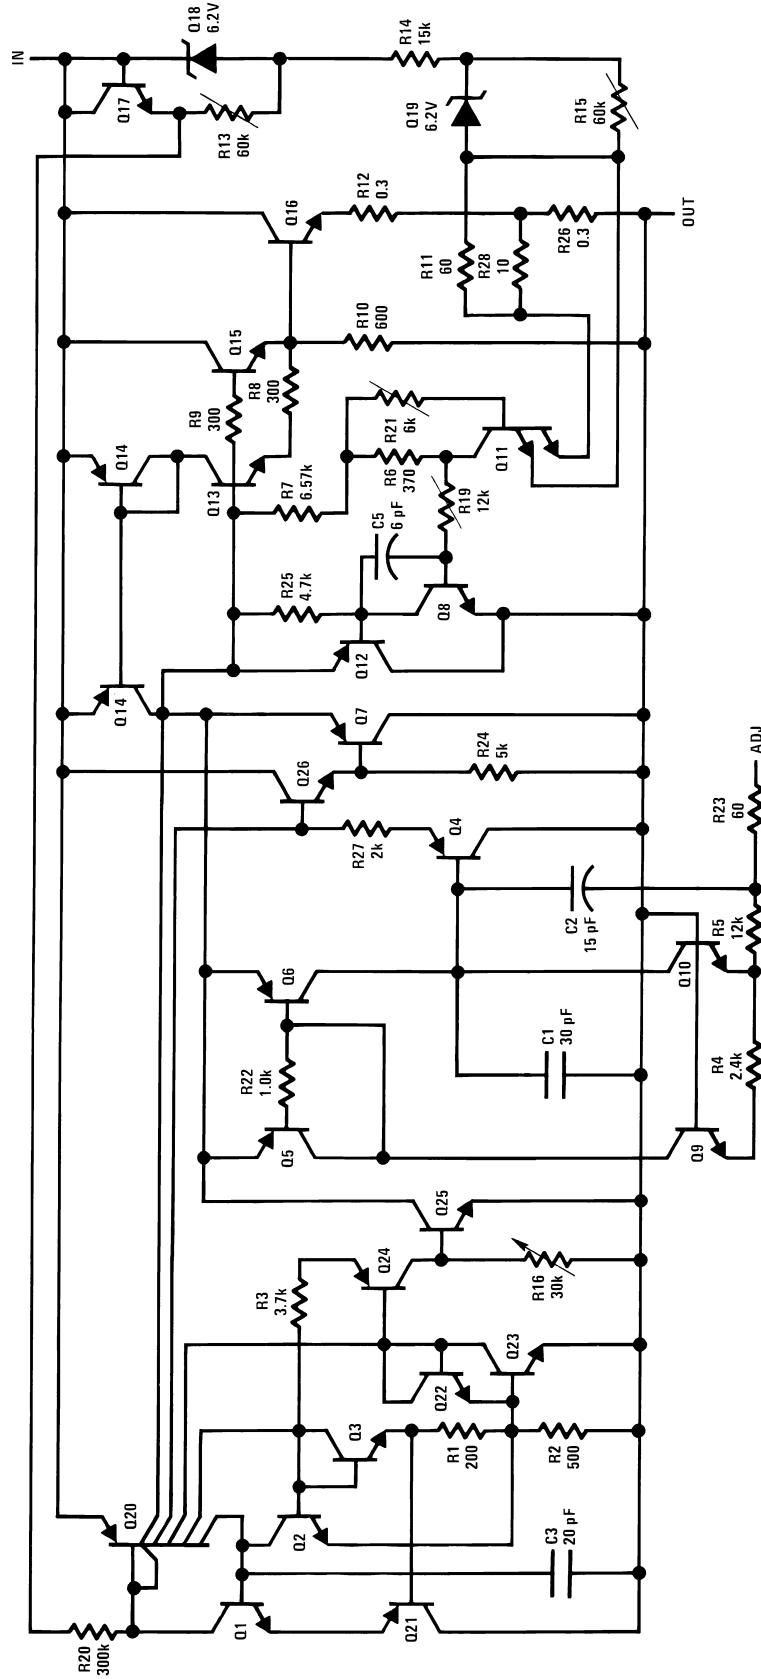 IN
Q18
6.2V
Q17
R13
60k
R14
15k
Q19
6.2V
R15
60k
R12
0.3
Q16
R11
60
R28
10
R26
0.3
OUT
Q15
R10
600
R9
300
R8
300
Q14
Q13
R7
6.57k
R21
6k
R6
370
Q11
R19
12k
C5
6 pF
R25
4.7k
Q8
Q12
Q14
Q7
Q26
R24
5k
R27
2k
Q4
R23
60
ADJ
C2
15 pF
R5
12k
Q6
Q10
C1
30 pF
R22
1.0k
R4
2.4k
Q5
Q9
Q25
Q24
R16
30k
R3
3.7k
Q23
Q22
Q3
R1
200
R2
500
Q20
Q2
C3
20 pF
Q1
Q21
R20
300k